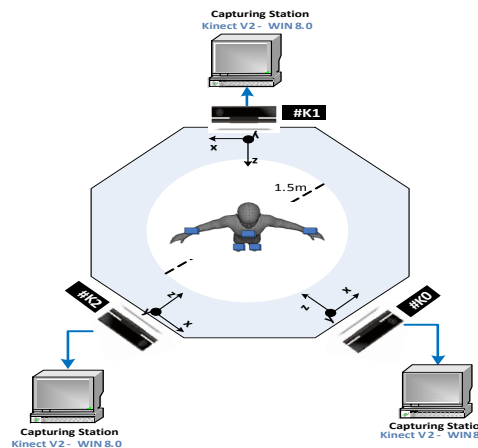 Capturing Station
Kinect V2 - WIN 8.0
#K1
y
x
z
1.5m
#K2
z
y
x
x
z
y
#K0
Capturing Station
Kinect V2 - WIN 8.0
Capturing Station
Kinect V2 - WIN 8